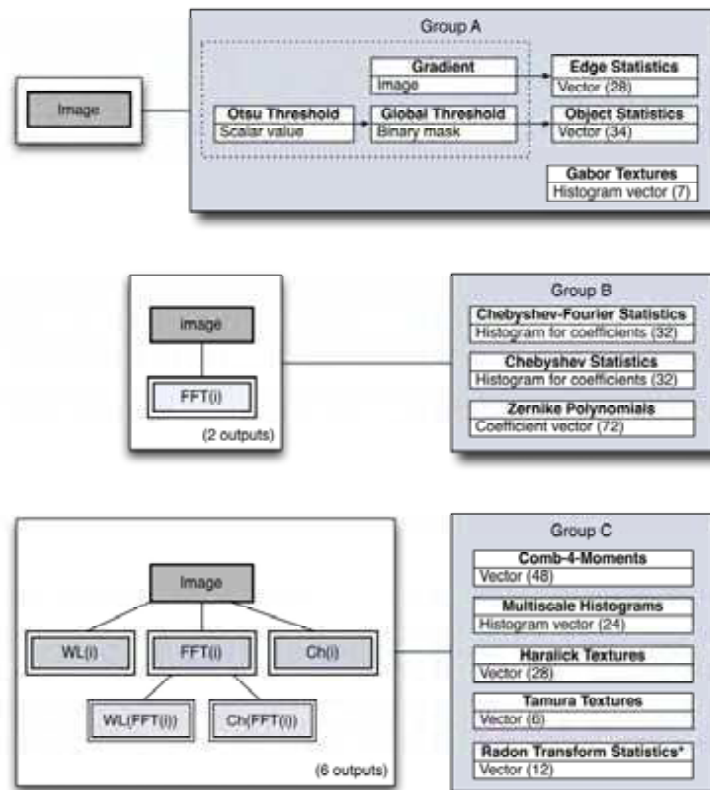 Group A
Image
Gradient
Image
Edge Statistics
Vector (28)
Otsu Threshold
Scalar value
Global Threshold
Binary mask
Object Statistics
Vector (34)
Gabor Textures
Histogram vector (7)
image
FFT(i)
(2 outputs)
Group B
Chebyshev-Fourier Statistics
Histogram for coefficients (32)
Chebyshev Statistics
Histogram for coefficients (32)
Zernike Polynomials
Coefficient vector (72)
Image
WL(i)
FFT(i)
Ch(i)
WL(FFT(i))
Ch(FFT(i))
(6 outputs)
Group C
Comb-4-Moments
Vector (48)
Multiscale Histograms
Histogram vector (24)
Haralick Textures
Vector (28)
Tamura Textures
Vector (6)
Radon Transform Statistics*
Vector (12)